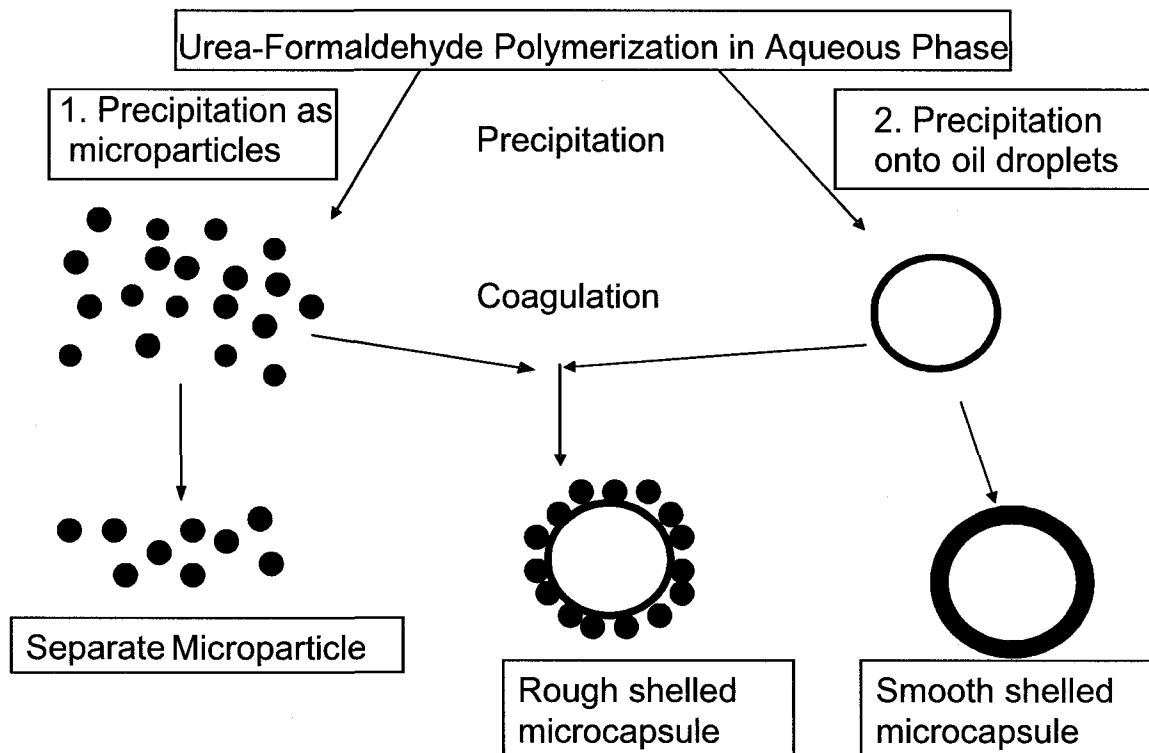 Urea-Formaldehyde Polymerization in Aqueous Phase
1. Precipitation as
microparticles
Precipitation
2. Precipitation
onto oil droplets
Coagulation
Separate Microparticle
Rough shelled
microcapsule
Smooth shelled
microcapsule